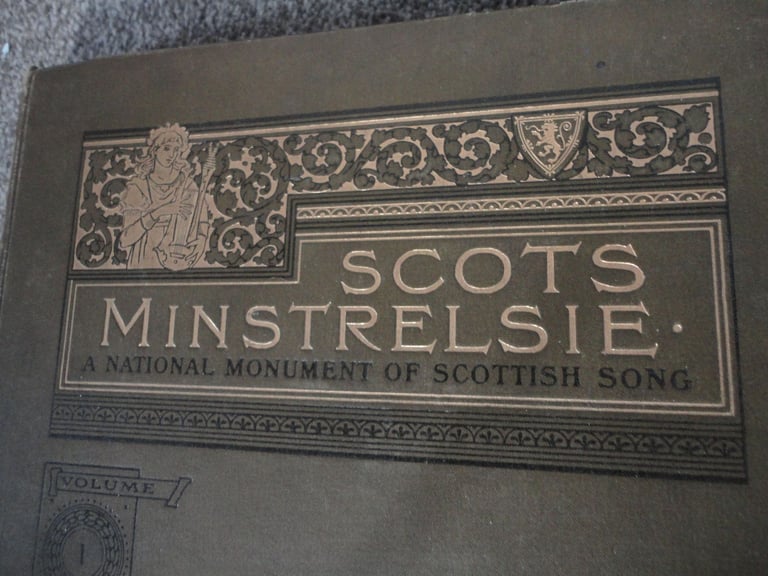 SCOTS
MINSTRELSIE·
A NATIONAL MONUMENT OF SCOTTISH SONG
VOLUME
I